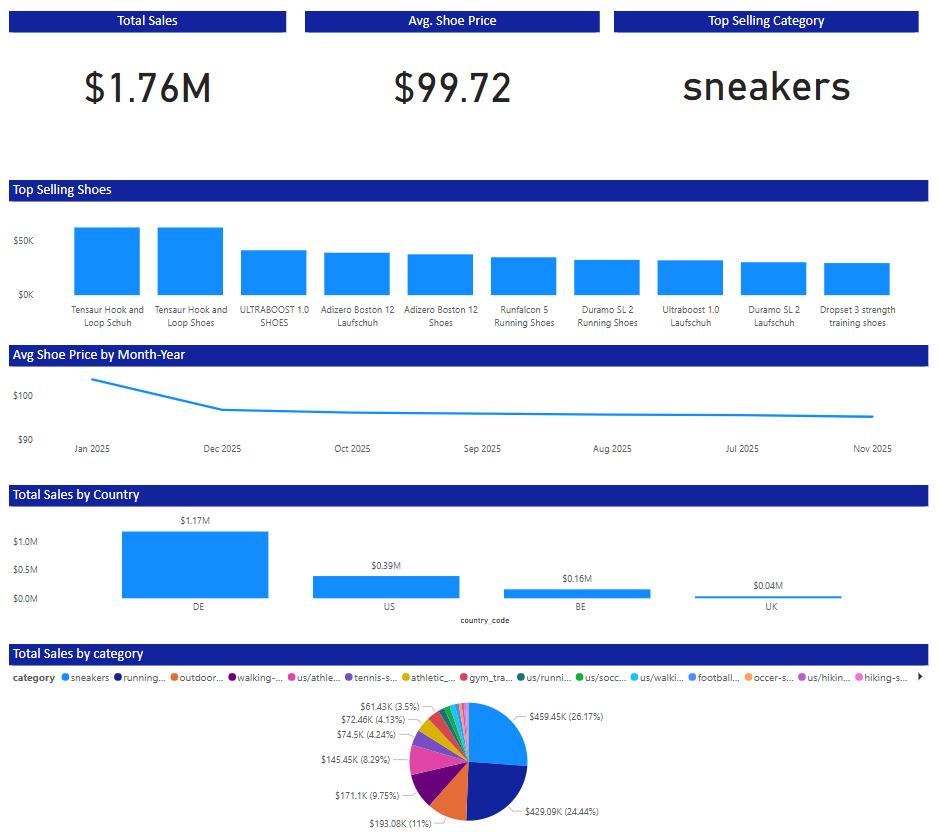 Total Sales
Avg. Shoe Price
Top Selling Category
$1.76M
$99.72
sneakers
Top Selling Shoes
$50K
$0K
Tensaur Hook and
Loop Schuh
Tensaur Hook and
Loop Shoes
ULTRABOOST 1.0
SHOES
Adizero Boston 12
Laufschuh
Adizero Boston 12
Shoes
Runfalcon 5
Running Shoes
Duramo SL 2
Running Shoes
Ultraboost 1.0
Laufschuh
Duramo SL 2
Laufschuh
Dropset 3 strength
training shoes
Avg Shoe Price by Month-Year
$100
$90
Jan 2025
Dec 2025
Oct 2025
Sep 2025
Aug 2025
Jul 2025
Nov 2025
Total Sales by Country
$1.0M
$0.5M
$0.0M
$1.17M
$0.39M
$0.16M
$0.04M
DE
US
BE
UK
country_code
Total Sales by category
category
sneakers
running...
outdoor...
walking-...
us/athle...
tennis-s...
athletic_...
gym_tra...
us/runni...
us/socc...
us/walki...
football...
occer-s...
us/hikin...
hiking-s...
$61.43K (3.5%)
$72.46K (4.13%)
$74.5K (4.24%)
$145.45K (8.29%)
$171.1K (9.75%)
$193.08K (11%)
$459.45K (26.17%)
$429.09K (24.44%)